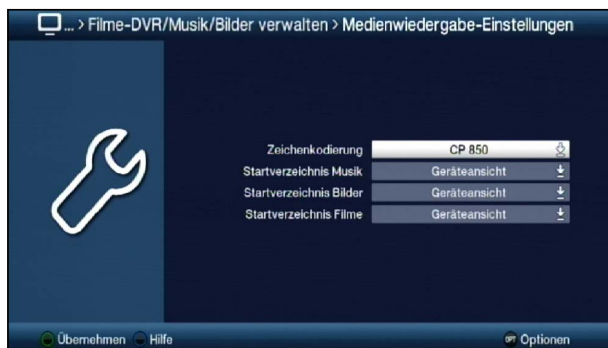 ... > Filme-DVR/Musik/Bilder verwalten > Medienwiedergabe-Einstellungen
Zeichenkodierung CP 850
Startverzeichnis Musik Geräteansicht
Startverzeichnis Bilder Geräteansicht
Startverzeichnis Filme Geräteansicht
Übernehmen Hilfe OPT Optionen